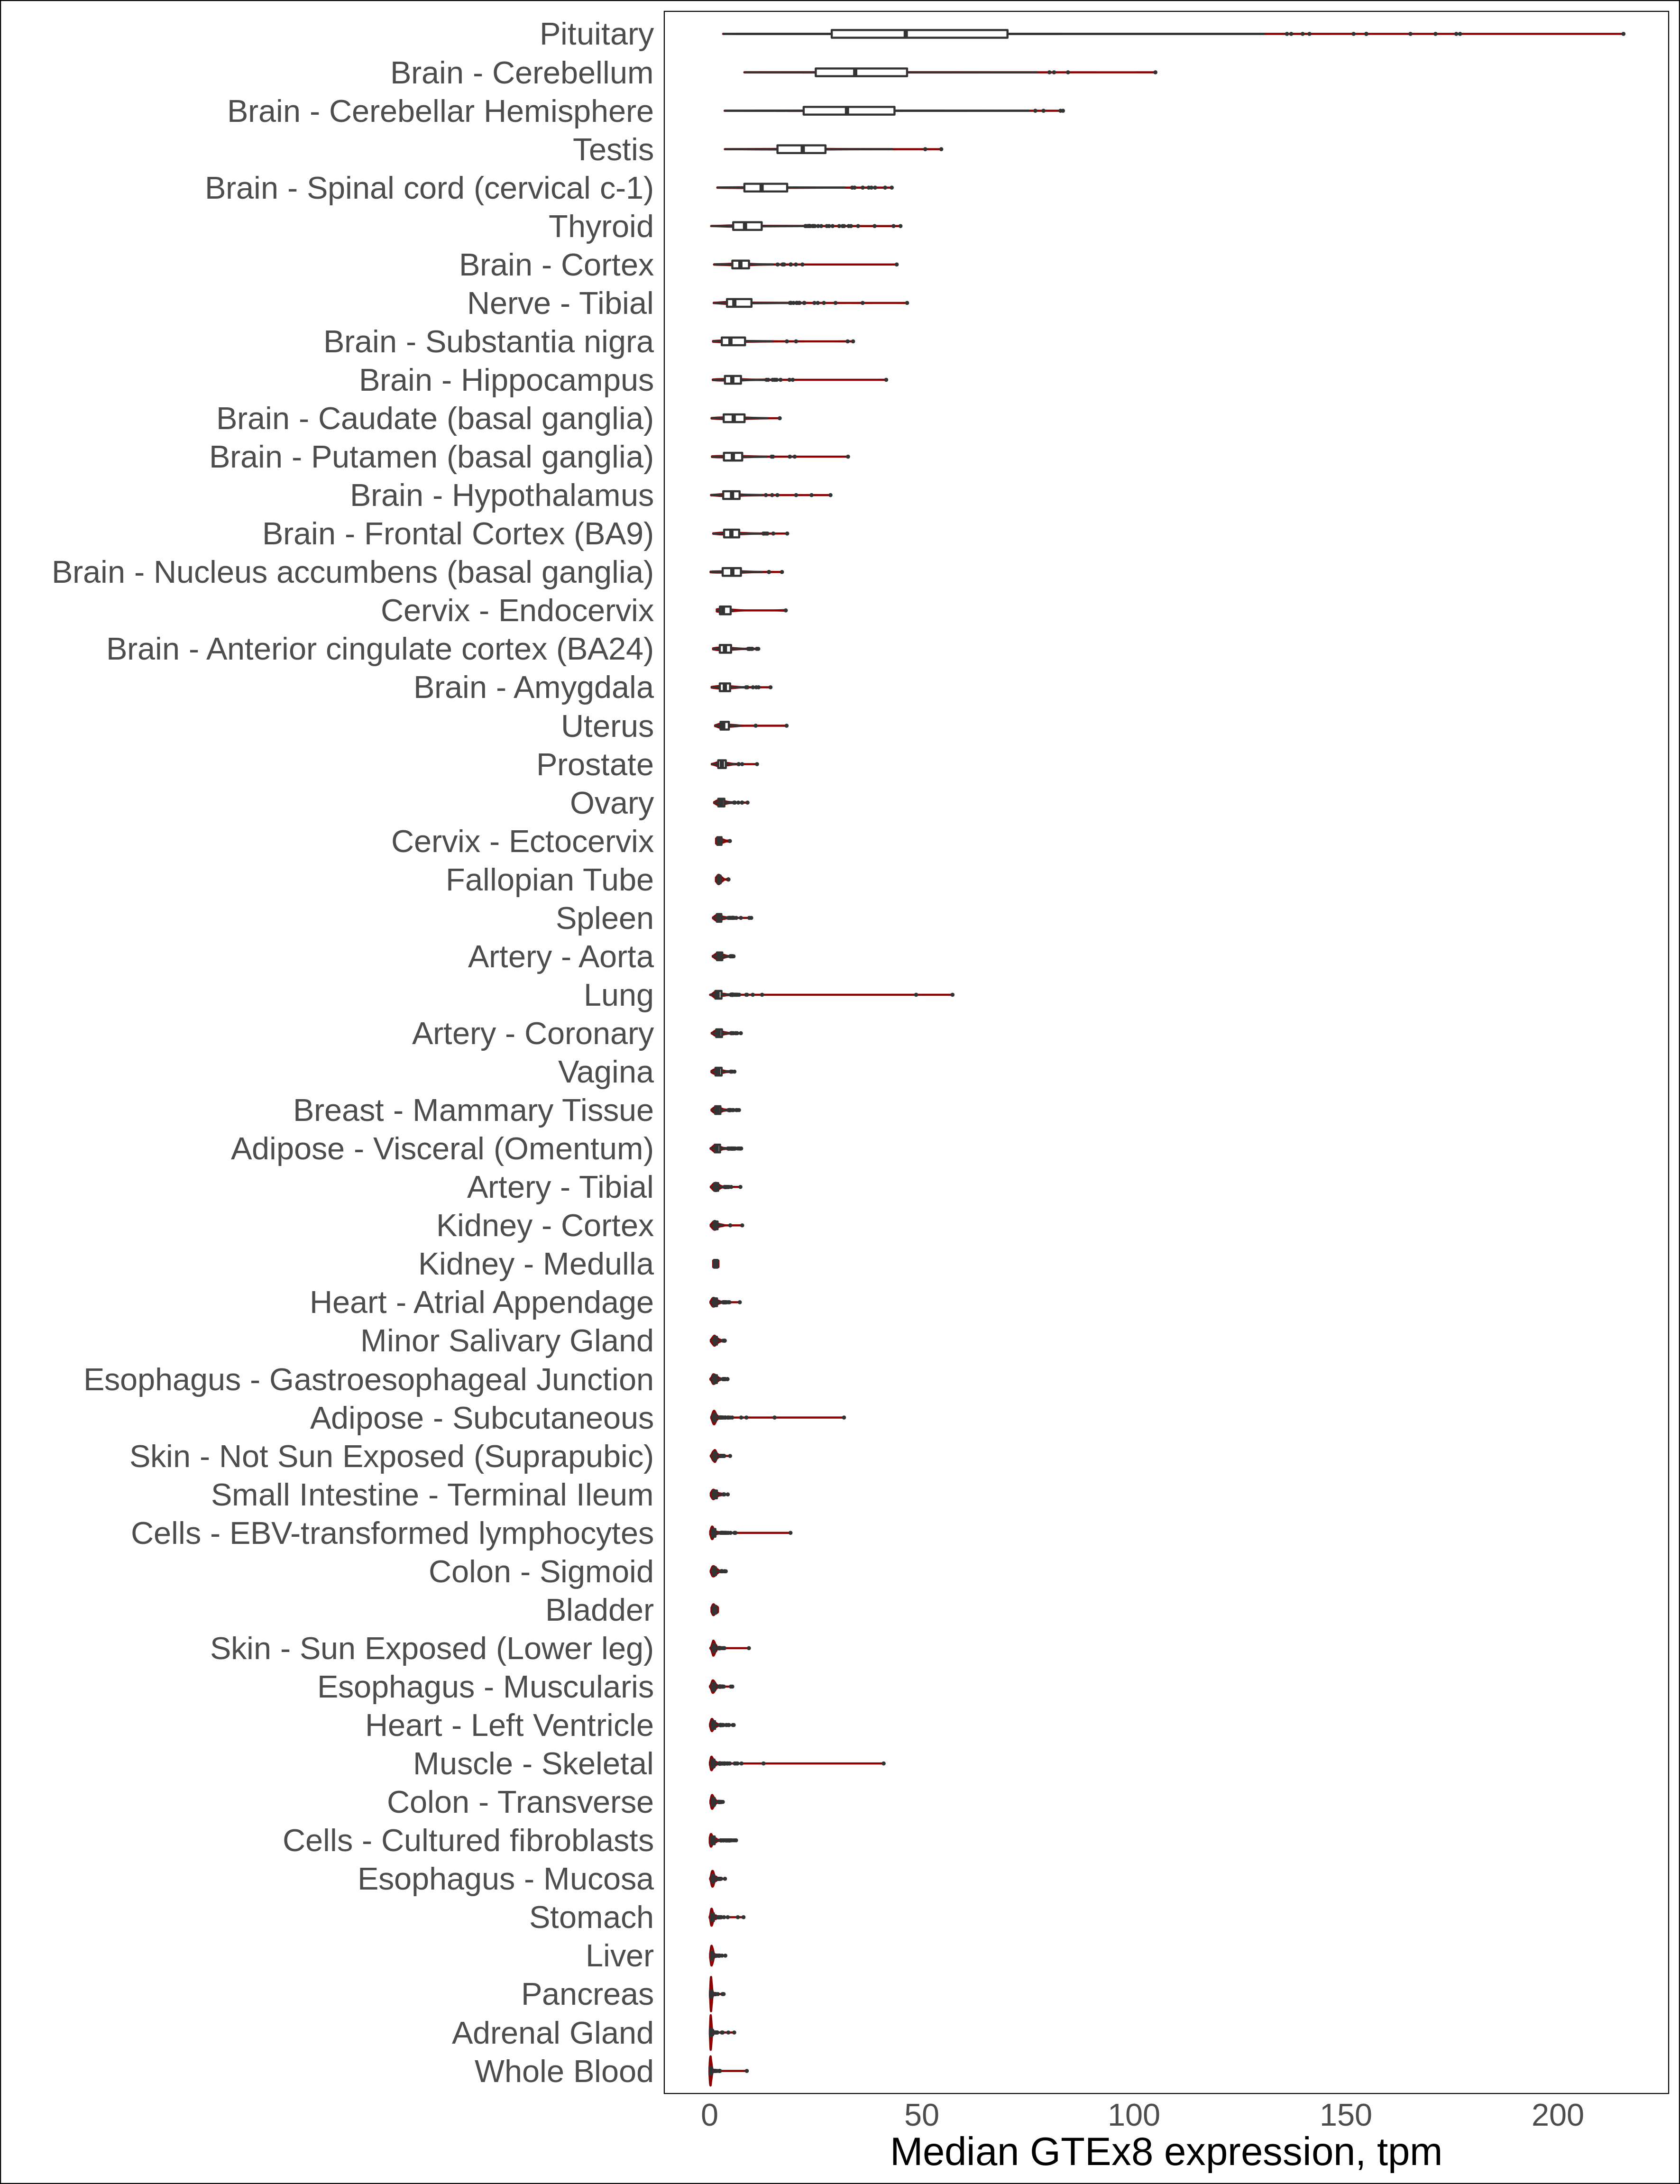 Pituitary
Brain - Cerebellum
Brain - Cerebellar Hemisphere
Testis
Brain - Spinal cord (cervical c-1)
Thyroid
Brain - Cortex
Nerve - Tibial
Brain - Substantia nigra
Brain - Hippocampus
Brain - Caudate (basal ganglia)
Brain - Putamen (basal ganglia)
Brain - Hypothalamus
Brain - Frontal Cortex (BA9)
Brain - Nucleus accumbens (basal ganglia)
Cervix - Endocervix
Brain - Anterior cingulate cortex (BA24)
Brain - Amygdala
Uterus
Prostate
Ovary
Cervix - Ectocervix
Fallopian Tube
Spleen
Artery - Aorta
Lung
Artery - Coronary
Vagina
Breast - Mammary Tissue
Adipose - Visceral (Omentum)
Artery - Tibial
Kidney - Cortex
Kidney - Medulla
Heart - Atrial Appendage
Minor Salivary Gland
Esophagus - Gastroesophageal Junction
Adipose - Subcutaneous
Skin - Not Sun Exposed (Suprapubic)
Small Intestine - Terminal Ileum
Cells - EBV-transformed lymphocytes
Colon - Sigmoid
Bladder
Skin - Sun Exposed (Lower leg)
Esophagus - Muscularis
Heart - Left Ventricle
Muscle - Skeletal
Colon - Transverse
Cells - Cultured fibroblasts
Esophagus - Mucosa
Stomach
Liver
Pancreas
Adrenal Gland
Whole Blood
0 50 100 150 200
Median GTEx8 expression, tpm